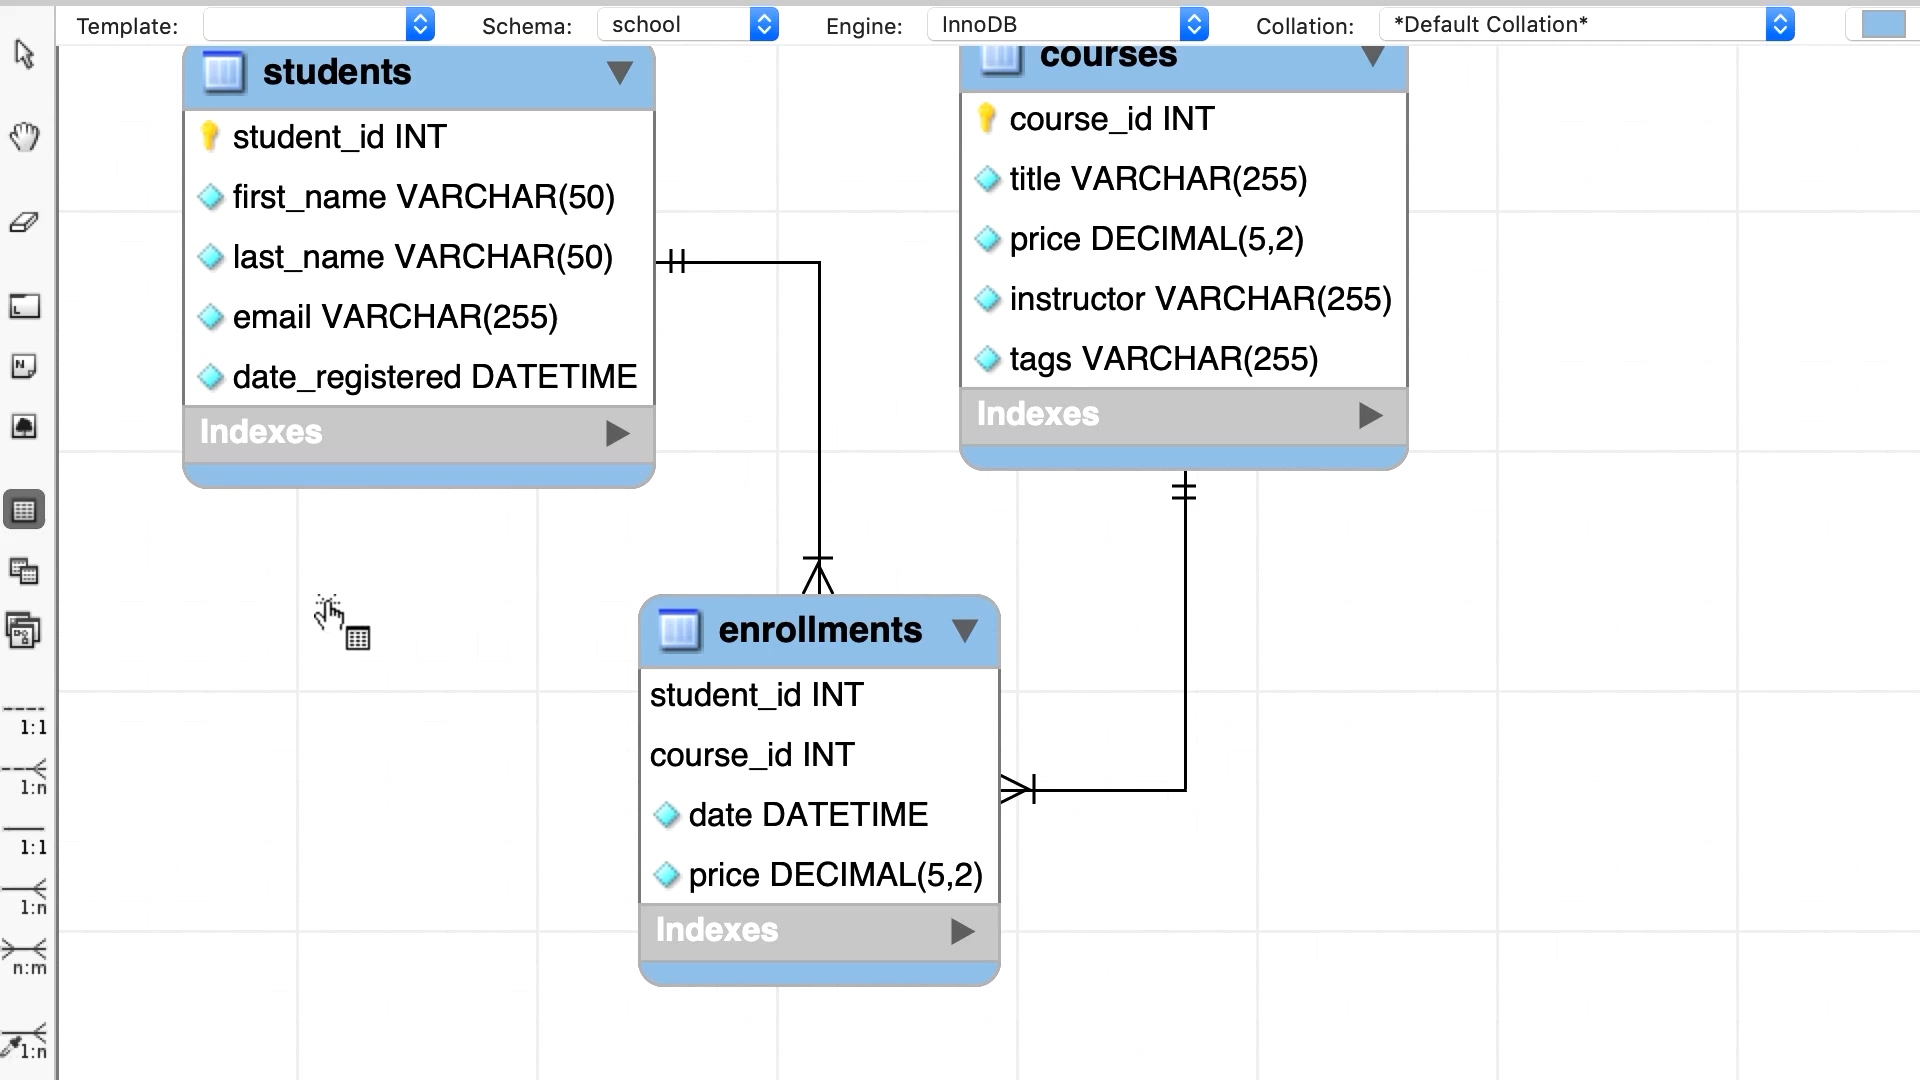 Template: Schema: school Engine: InnoDB Collation: *Default Collation*
students
student_id INT
first_name VARCHAR(50)
last_name VARCHAR(50)
email VARCHAR(255)
date_registered DATETIME
Indexes
courses
course_id INT
title VARCHAR(255)
price DECIMAL(5,2)
instructor VARCHAR(255)
tags VARCHAR(255)
Indexes
enrollments
student_id INT
course_id INT
date DATETIME
price DECIMAL(5,2)
Indexes
1:1
1:n
1:1
1:n
n:m
1:n